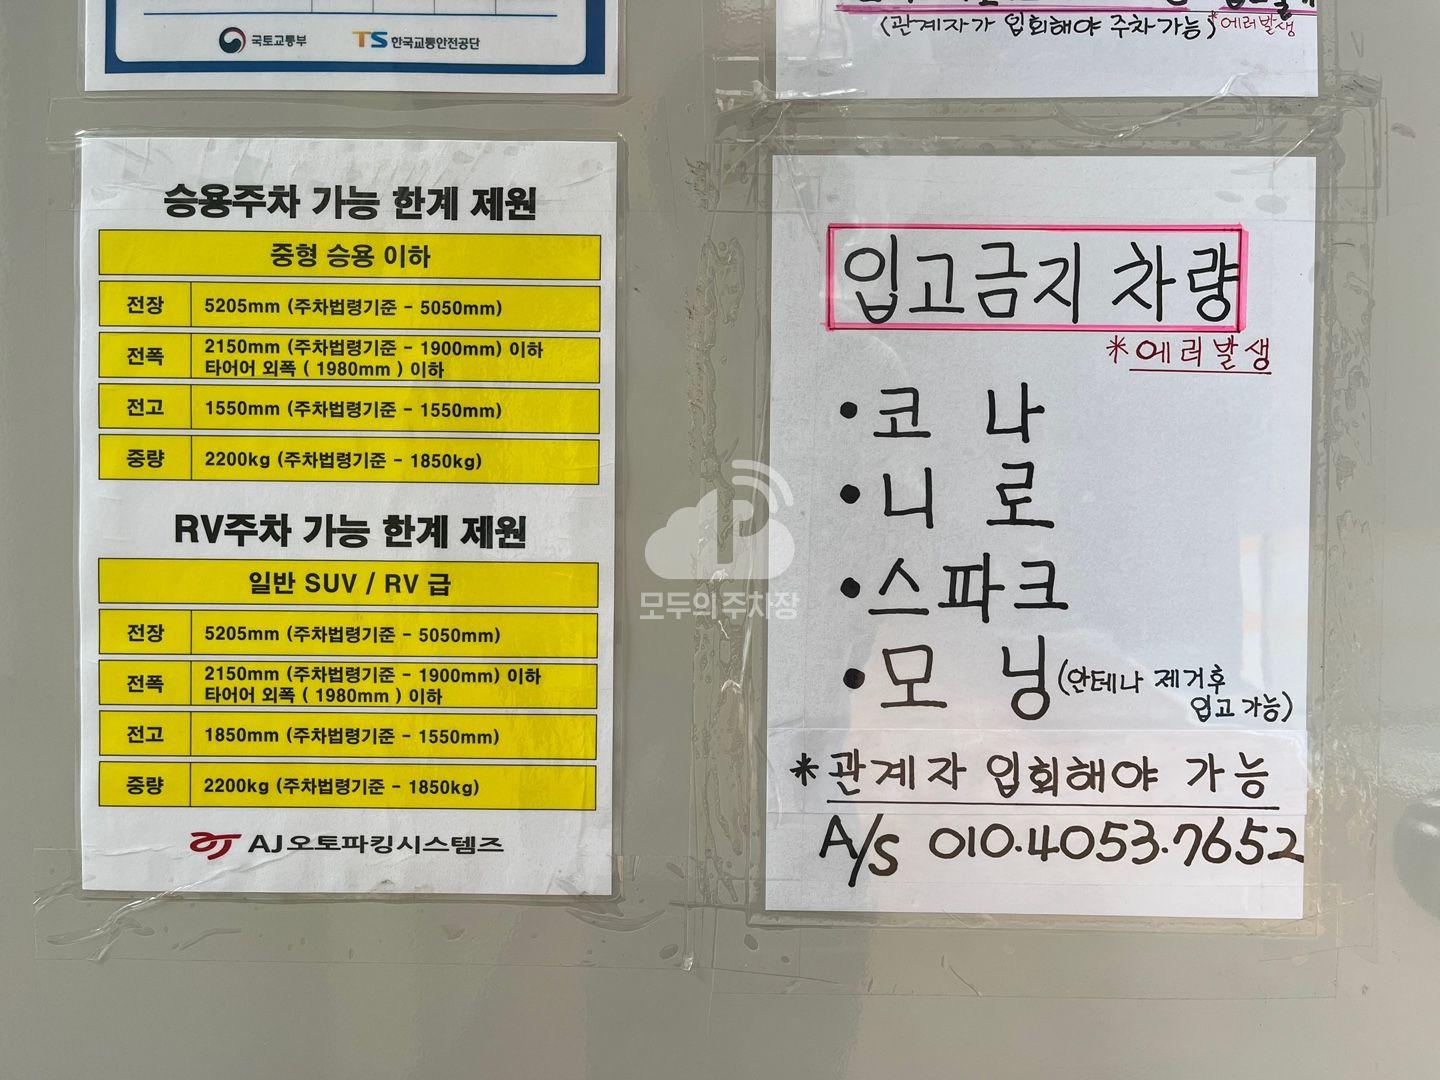 국토교통부
TS한국교통안전공단
(관계자가 입회해야 주차가능)*에러발생
승용주차 가능 한계 제원
중형 승용 이하
전장 5205mm (주차법령기준 - 5050mm)
전폭 2150mm (주차법령기준 - 1900mm) 이하
타어어 외폭 ( 1980mm ) 이하
전고 1550mm (주차법령기준 - 1550mm)
중량 2200kg (주차법령기준 - 1850kg)
RV주차 가능 한계 제원
일반 SUV / RV 급
전장 5205mm (주차법령기준 - 5050mm)
전폭 2150mm (주차법령기준 - 1900mm) 이하
타어어 외폭 ( 1980mm ) 이하
전고 1850mm (주차법령기준 - 1550mm)
중량 2200kg (주차법령기준 - 1850kg)
AJ오토파킹시스템즈
모두의주차장
입고금지 차량
*에러발생
• 코 나
• 니 로
• 스파크
• 모 닝(안테나 제거후
입고 가능)
* 관계자 입회해야 가능
A/S 010.4053.7652